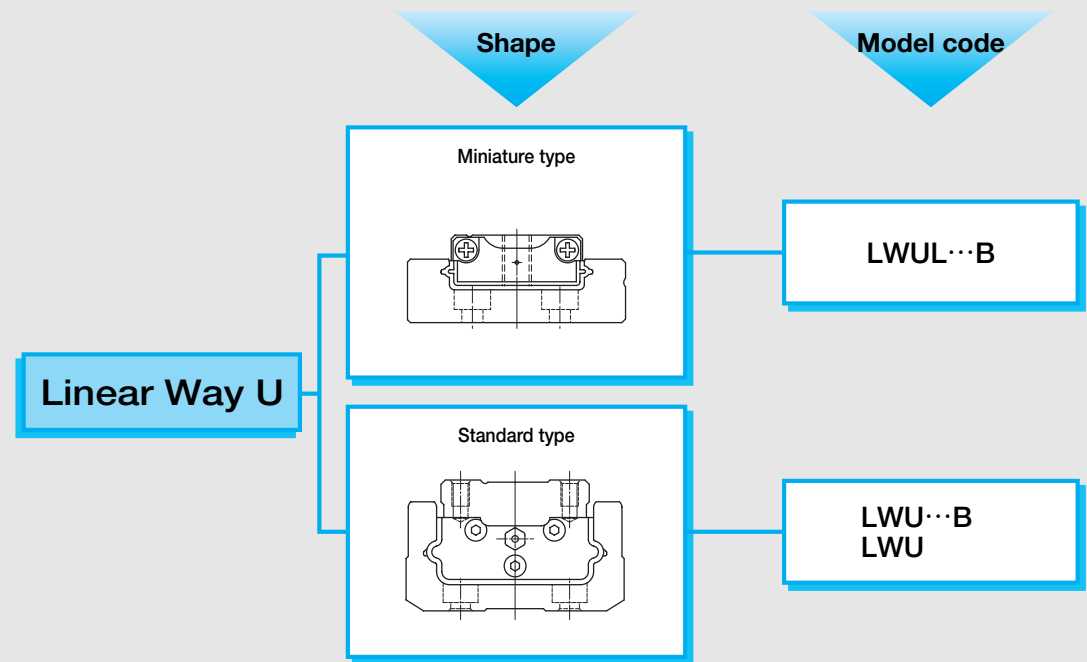 Shape
Model code
Miniature type
LWUL…B
Linear Way U
Standard type
LWU…B
LWU